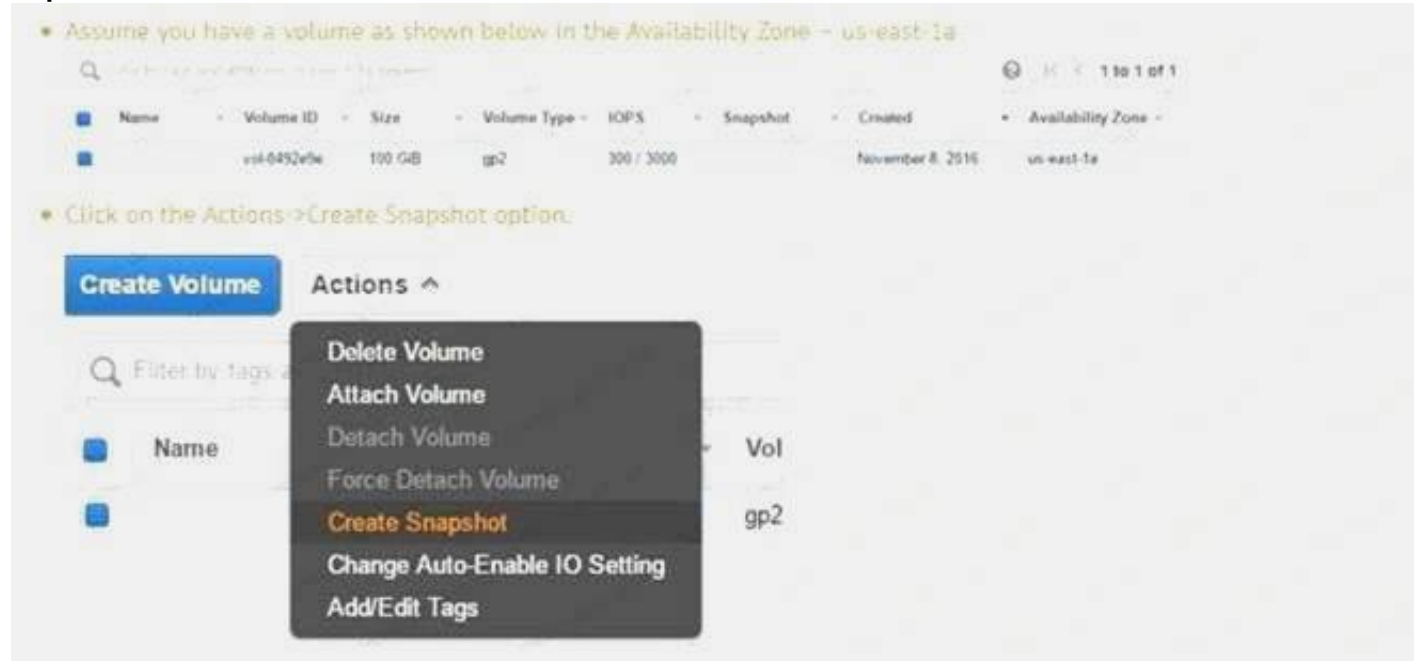 • Assume you have a volume as shown below in the Availability Zone – us-east-1a
1 to 1 of 1
Name Volume ID Size Volume Type IOPS Snapshot Created Availability Zone
100 GiB gp2 300 / 3000 November 8, 2016 us-east-1a
• Click on the Actions->Create Snapshot option.
Create Volume Actions
Filter by tags
Delete Volume
Attach Volume
Detach Volume
Name Vol
Force Detach Volume
Create Snapshot
gp2
Change Auto-Enable IO Setting
Add/Edit Tags